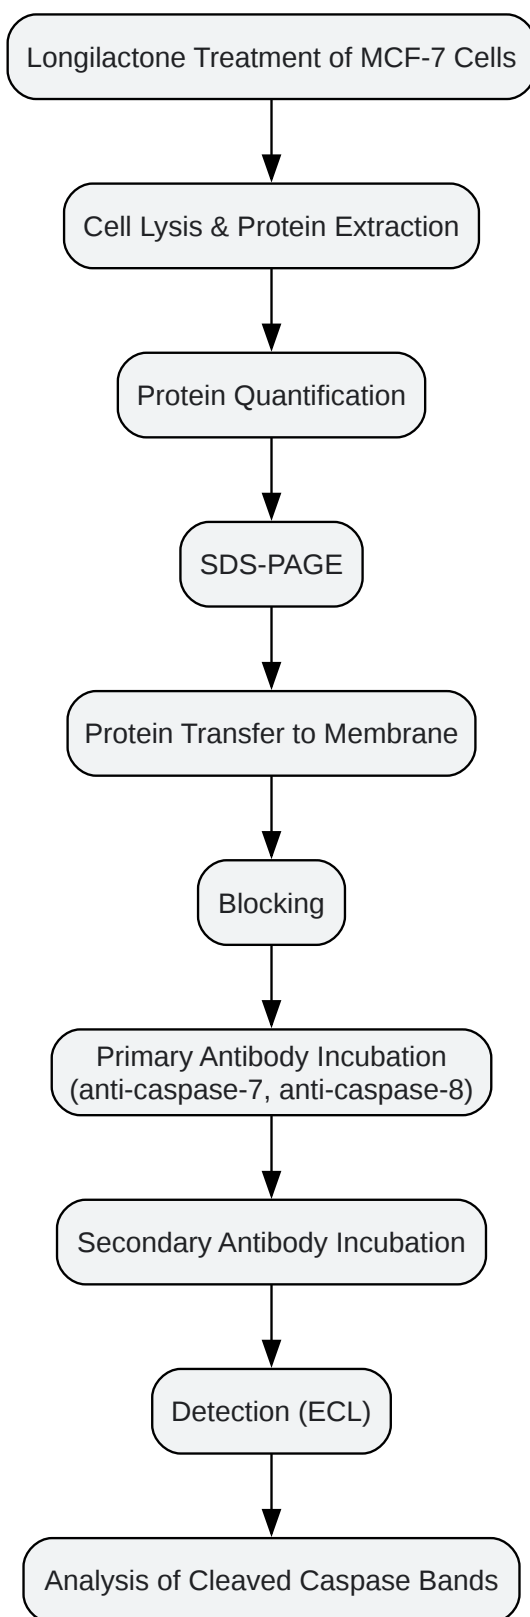 Longilactone Treatment of MCF-7 Cells
Cell Lysis & Protein Extraction
Protein Quantification
SDS-PAGE
Protein Transfer to Membrane
Blocking
Primary Antibody Incubation
(anti-caspase-7, anti-caspase-8)
Secondary Antibody Incubation
Detection (ECL)
Analysis of Cleaved Caspase Bands